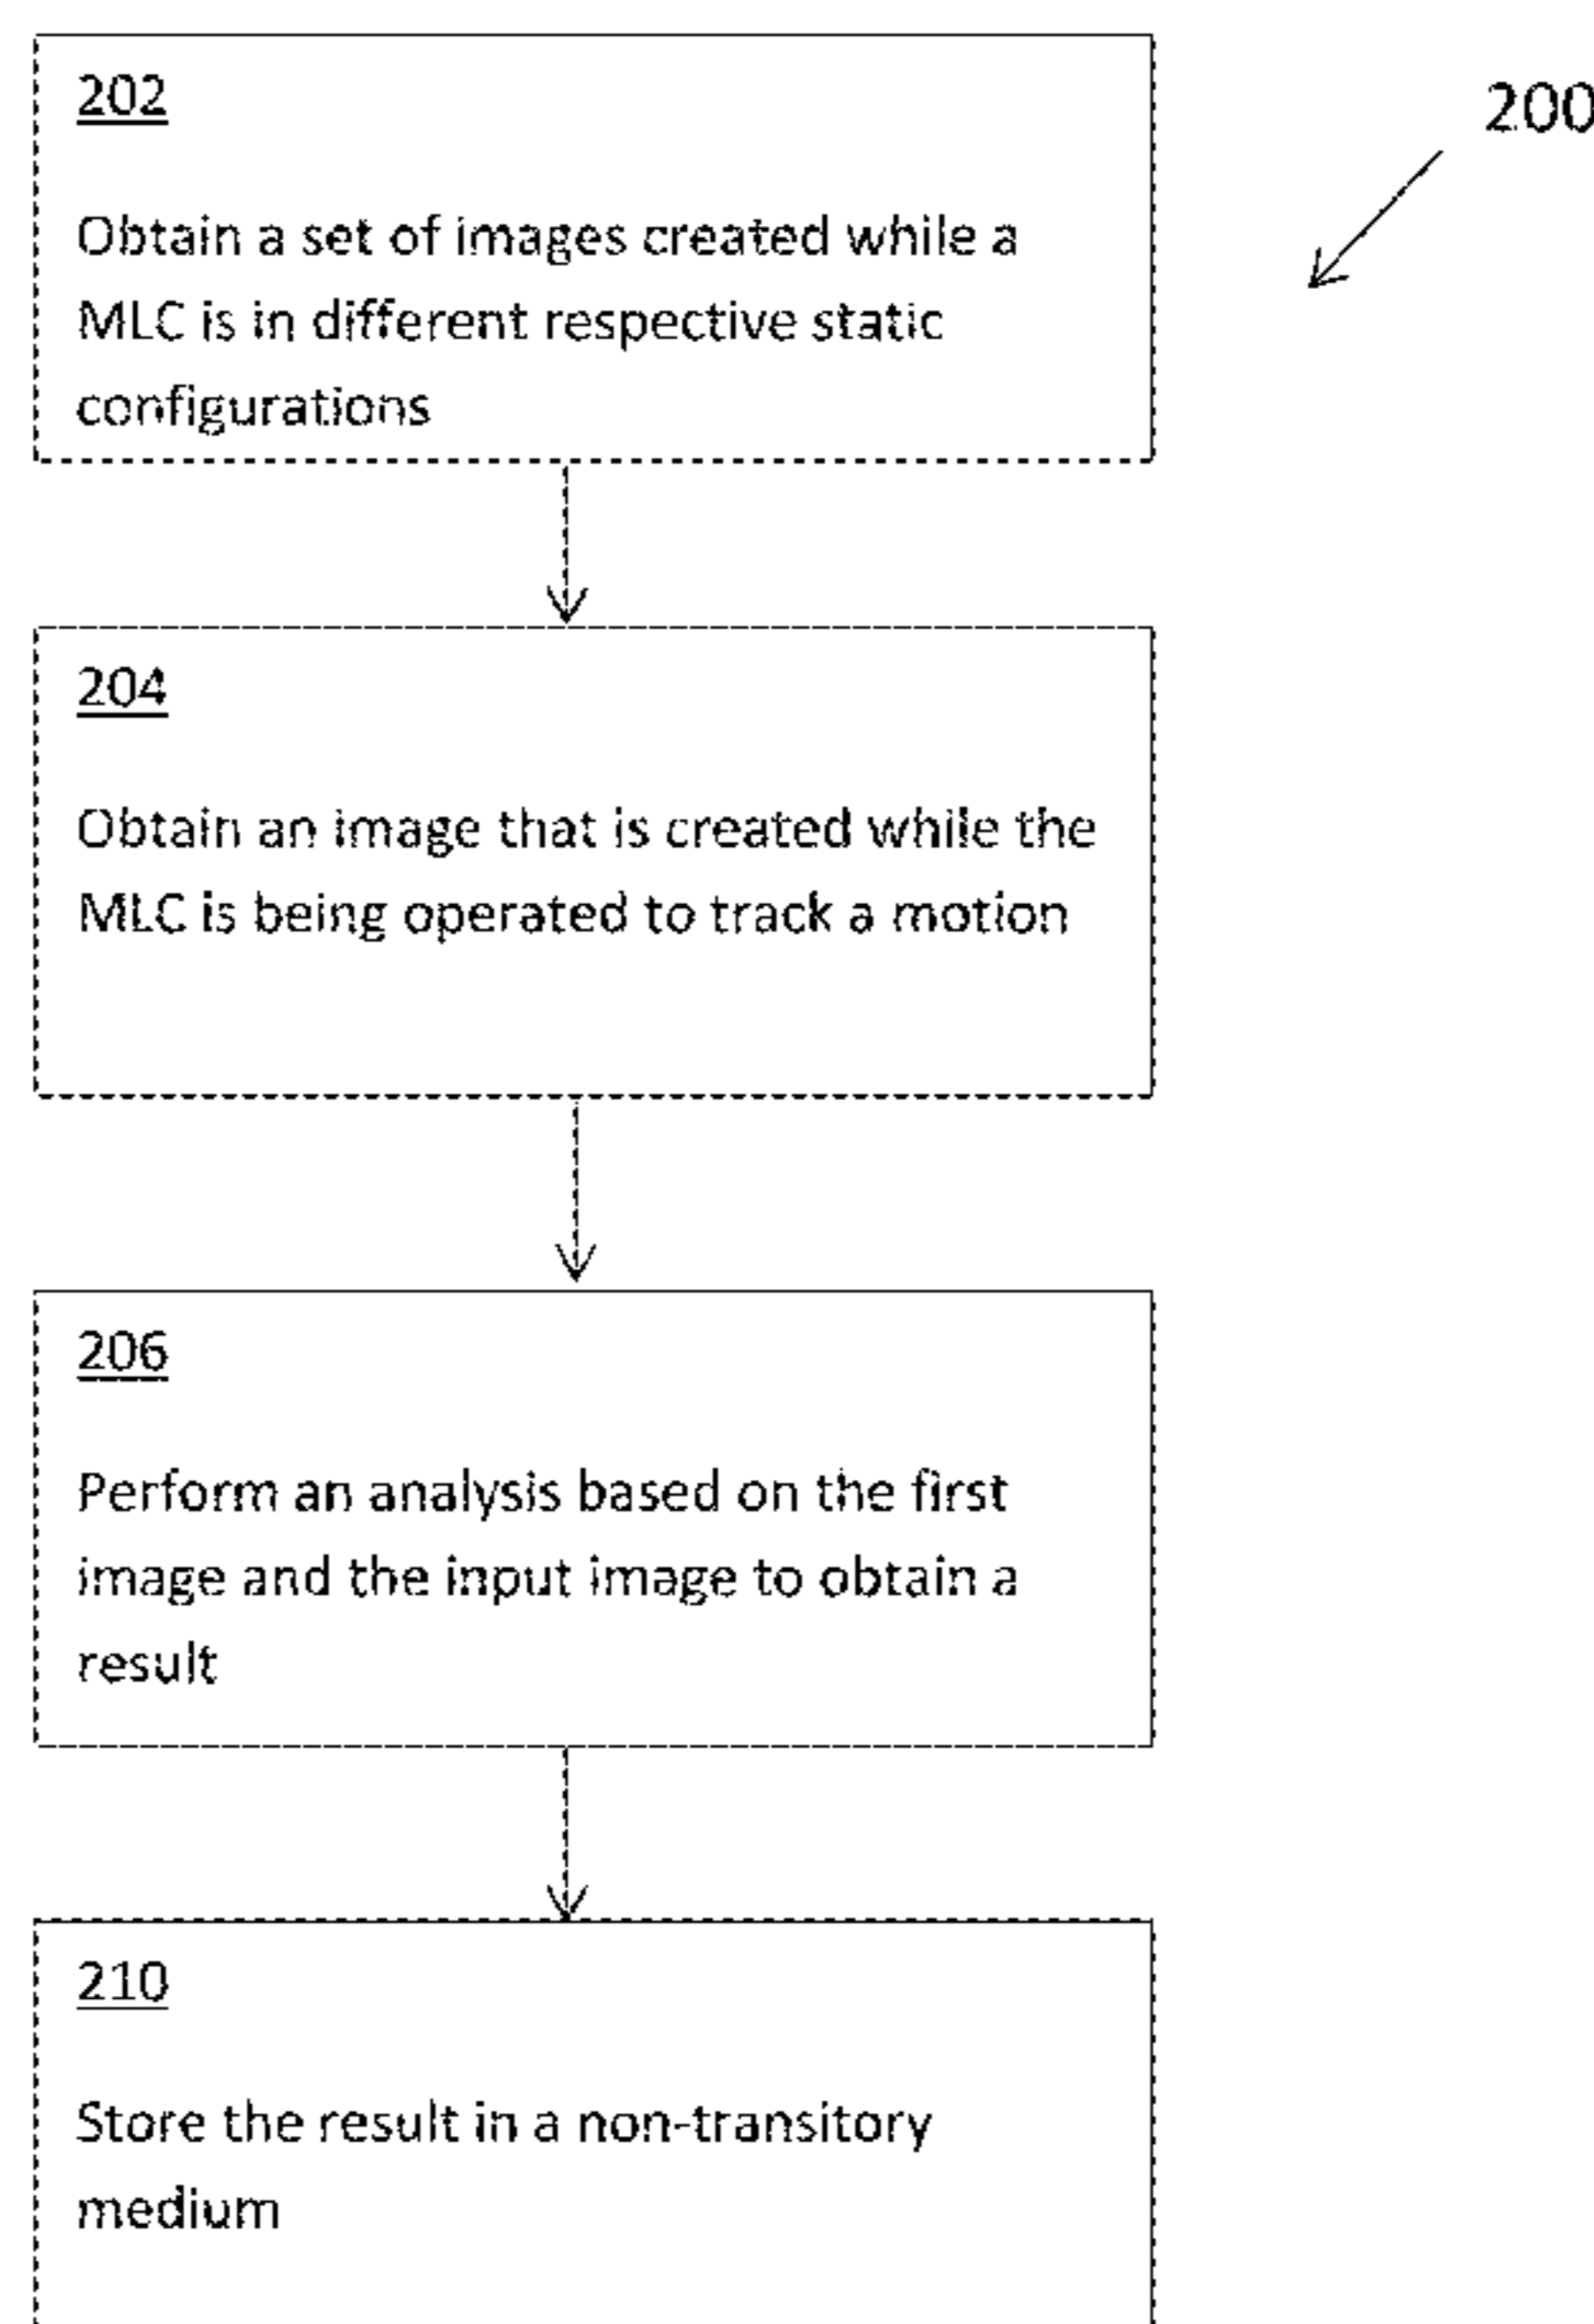 200
202
Obtain a set of images created while a
MLC is in different respective static
configurations
204
Obtain an image that is created while the
MLC is being operated to track a motion
206
Perform an analysis based on the first
image and the input image to obtain a
result
210
Store the result in a non-transitory
medium